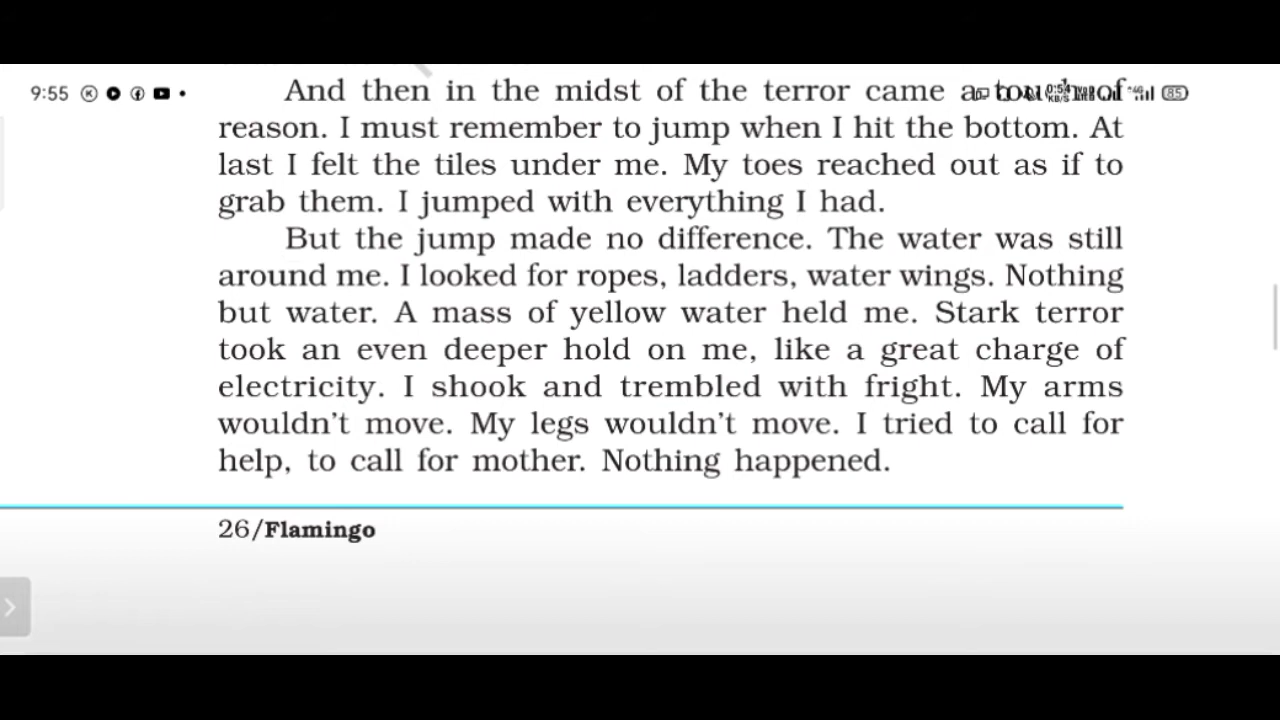 9:55
And then in the midst of the terror came a touch of
reason. I must remember to jump when I hit the bottom. At
last I felt the tiles under me. My toes reached out as if to
grab them. I jumped with everything I had.
But the jump made no difference. The water was still
around me. I looked for ropes, ladders, water wings. Nothing
but water. A mass of yellow water held me. Stark terror
took an even deeper hold on me, like a great charge of
electricity. I shook and trembled with fright. My arms
wouldn't move. My legs wouldn't move. I tried to call for
help, to call for mother. Nothing happened.
26/Flamingo